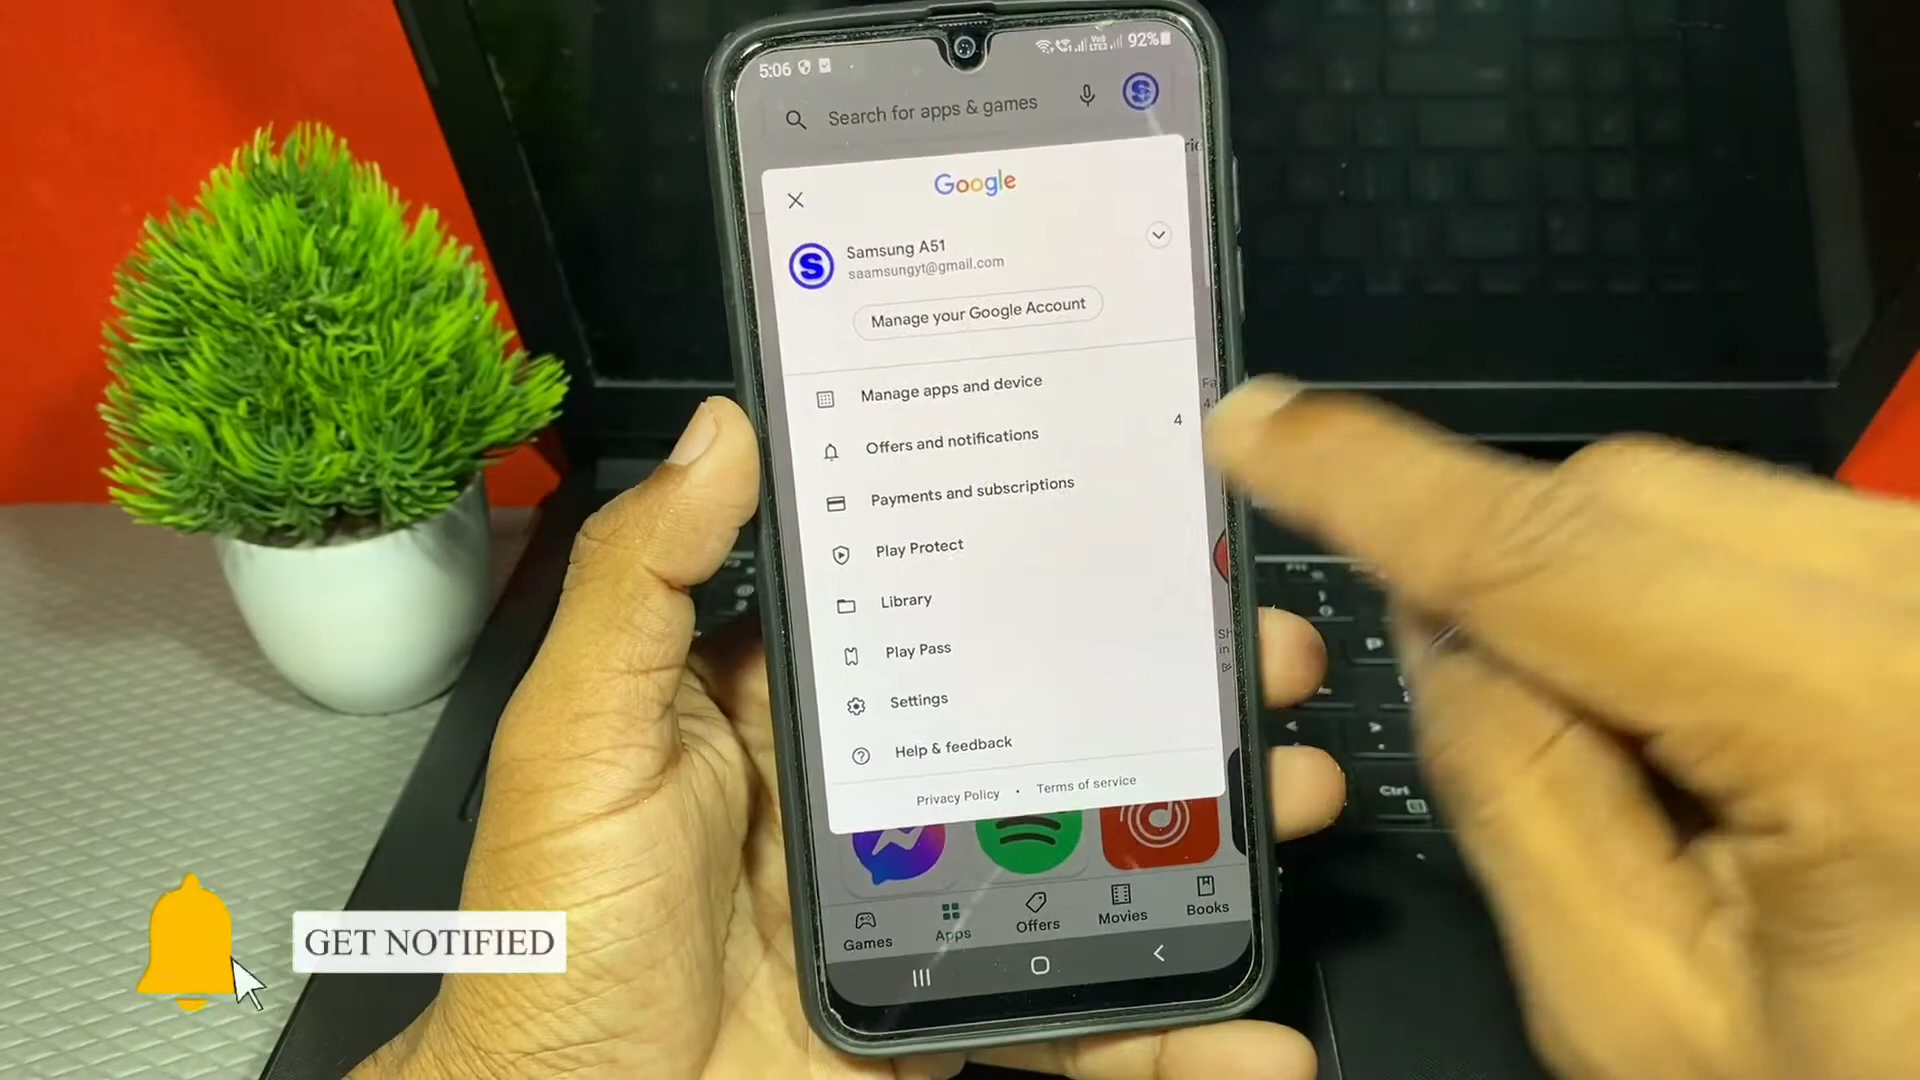 5:06
92%
Search for apps & games
S
Google
Samsung A51
saamsungyt@gmail.com
S
Manage your Google Account
Manage apps and device
Offers and notifications 4
Payments and subscriptions
Play Protect
Library
Play Pass
Settings
Help & feedback
Privacy Policy • Terms of service
Games
Apps
Offers
Movies
Books
Ctrl
GET NOTIFIED